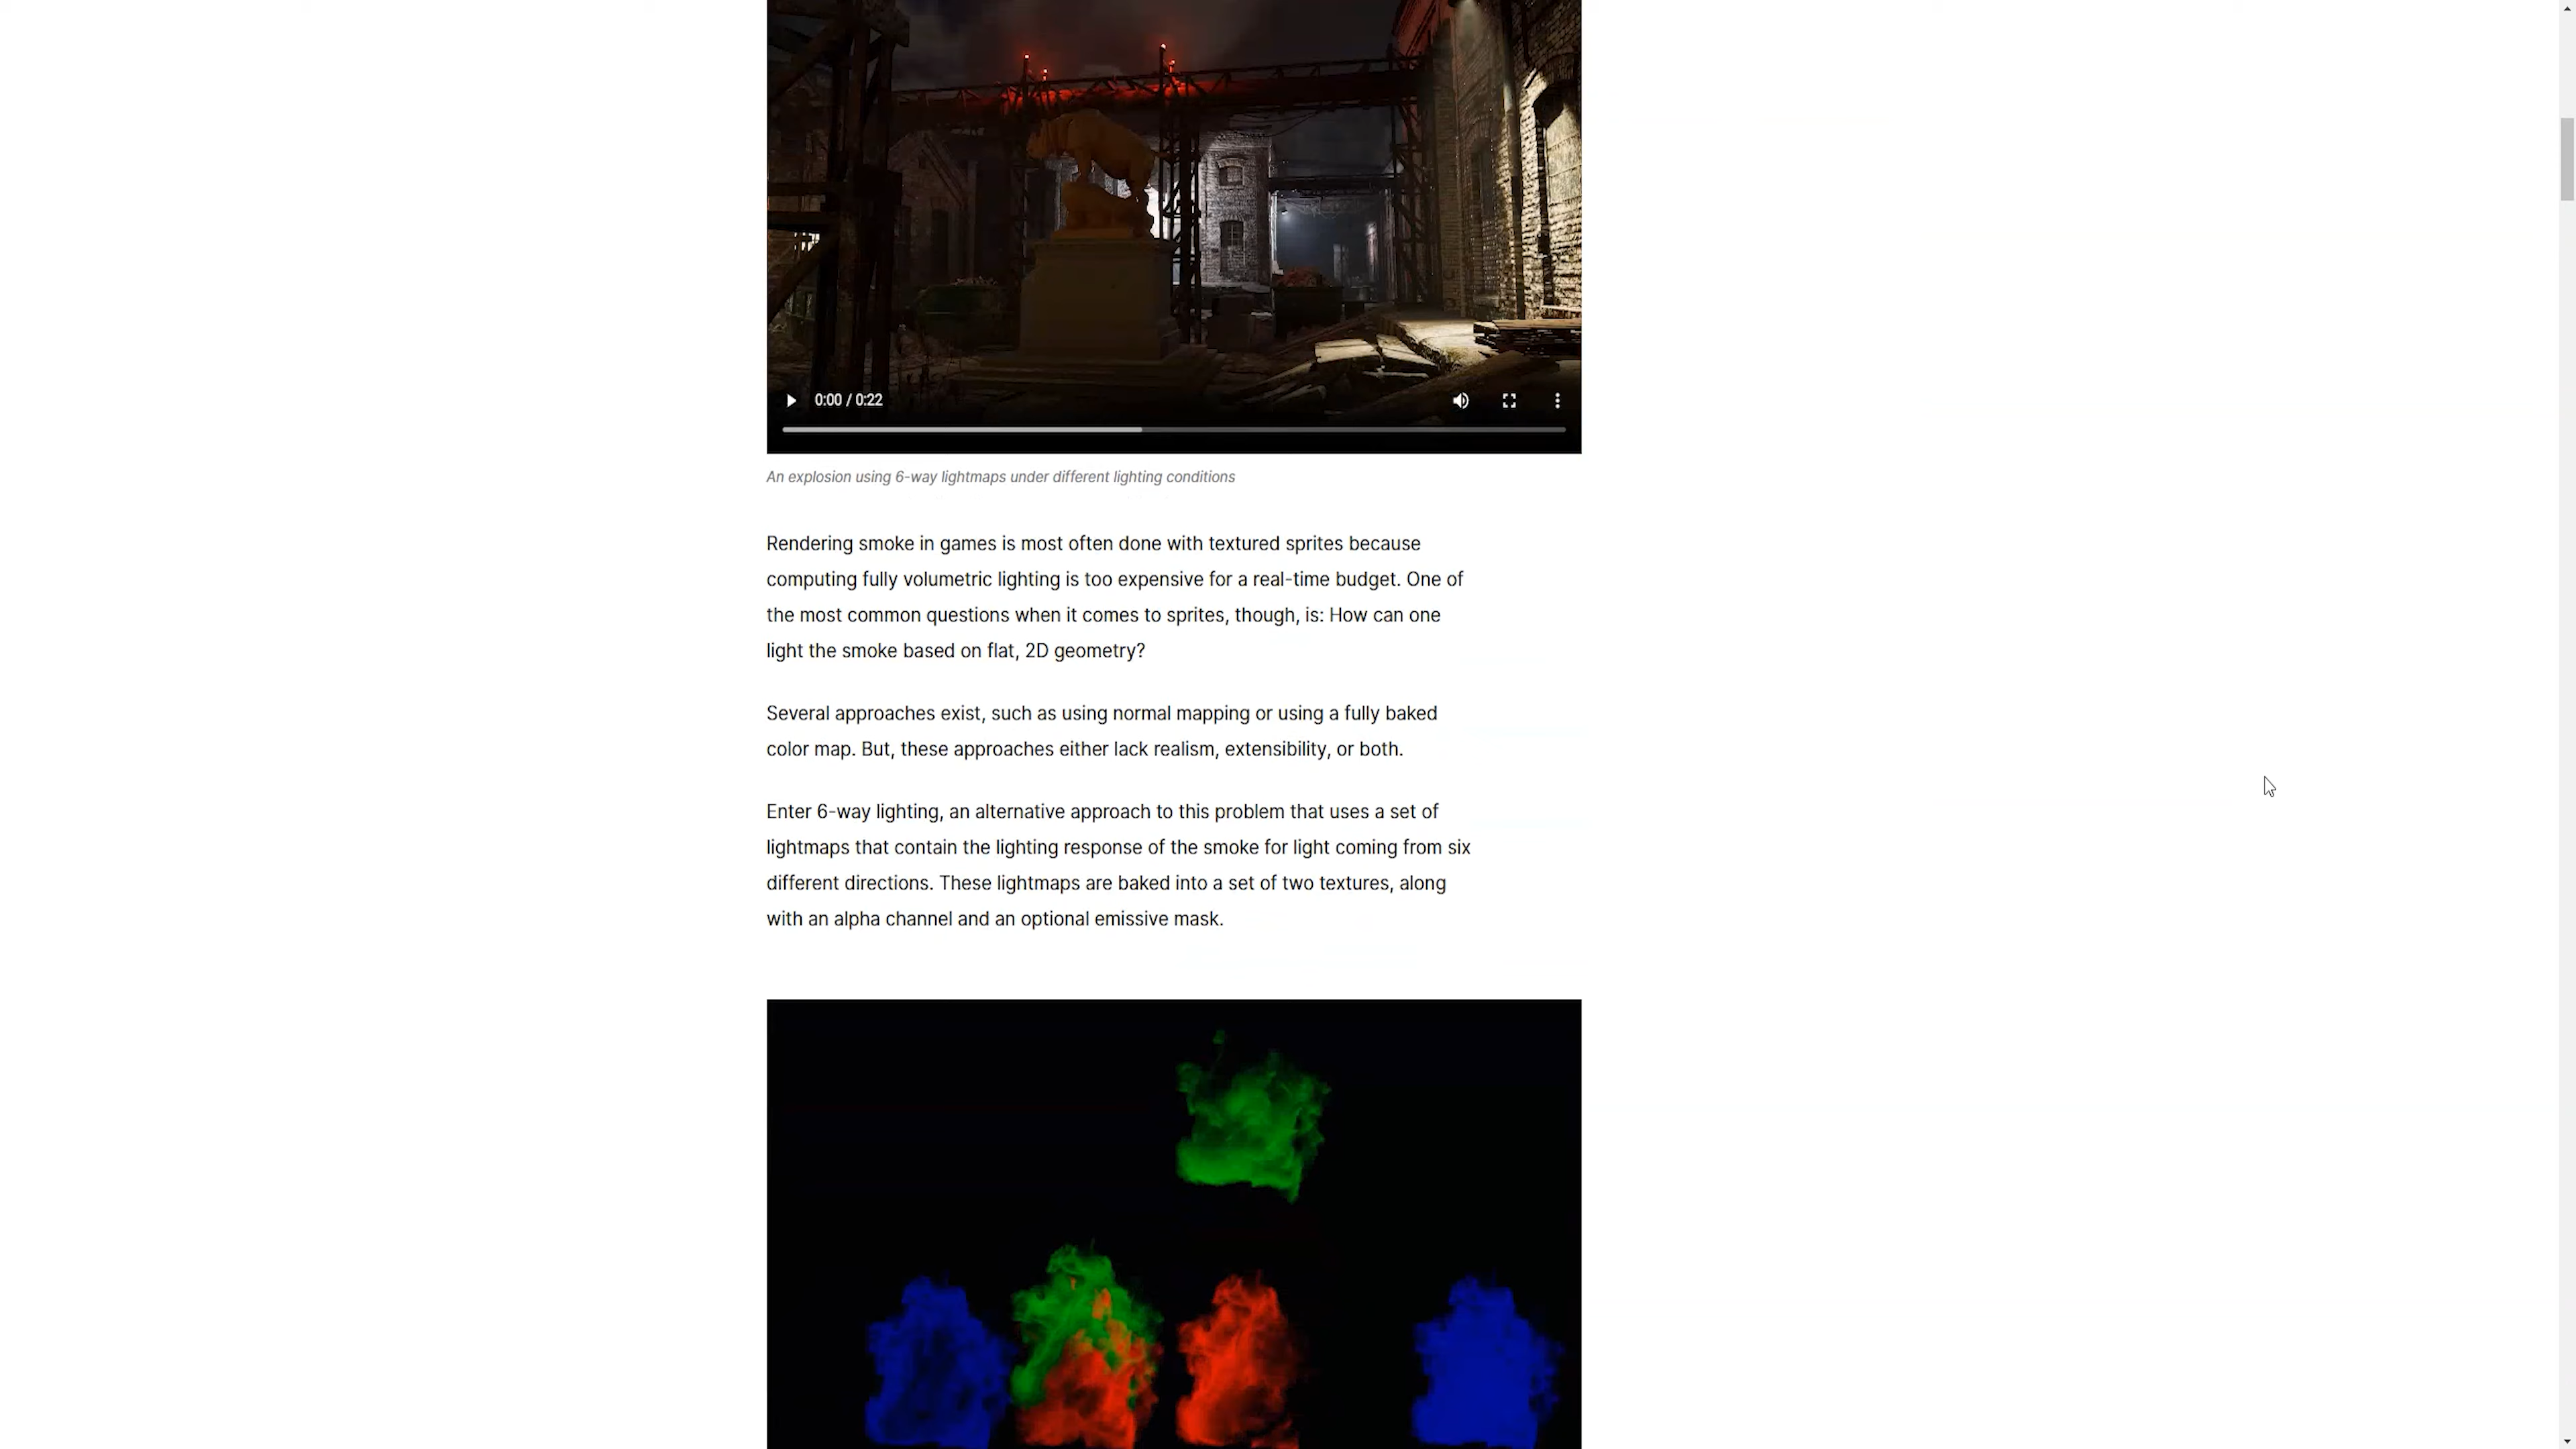 0:00 / 0:22
An explosion using 6-way lightmaps under different lighting conditions
Rendering smoke in games is most often done with textured sprites because
computing fully volumetric lighting is too expensive for a real-time budget. One of
the most common questions when it comes to sprites, though, is: How can one
light the smoke based on flat, 2D geometry?
Several approaches exist, such as using normal mapping or using a fully baked
color map. But, these approaches either lack realism, extensibility, or both.
Enter 6-way lighting, an alternative approach to this problem that uses a set of
lightmaps that contain the lighting response of the smoke for light coming from six
different directions. These lightmaps are baked into a set of two textures, along
with an alpha channel and an optional emissive mask.